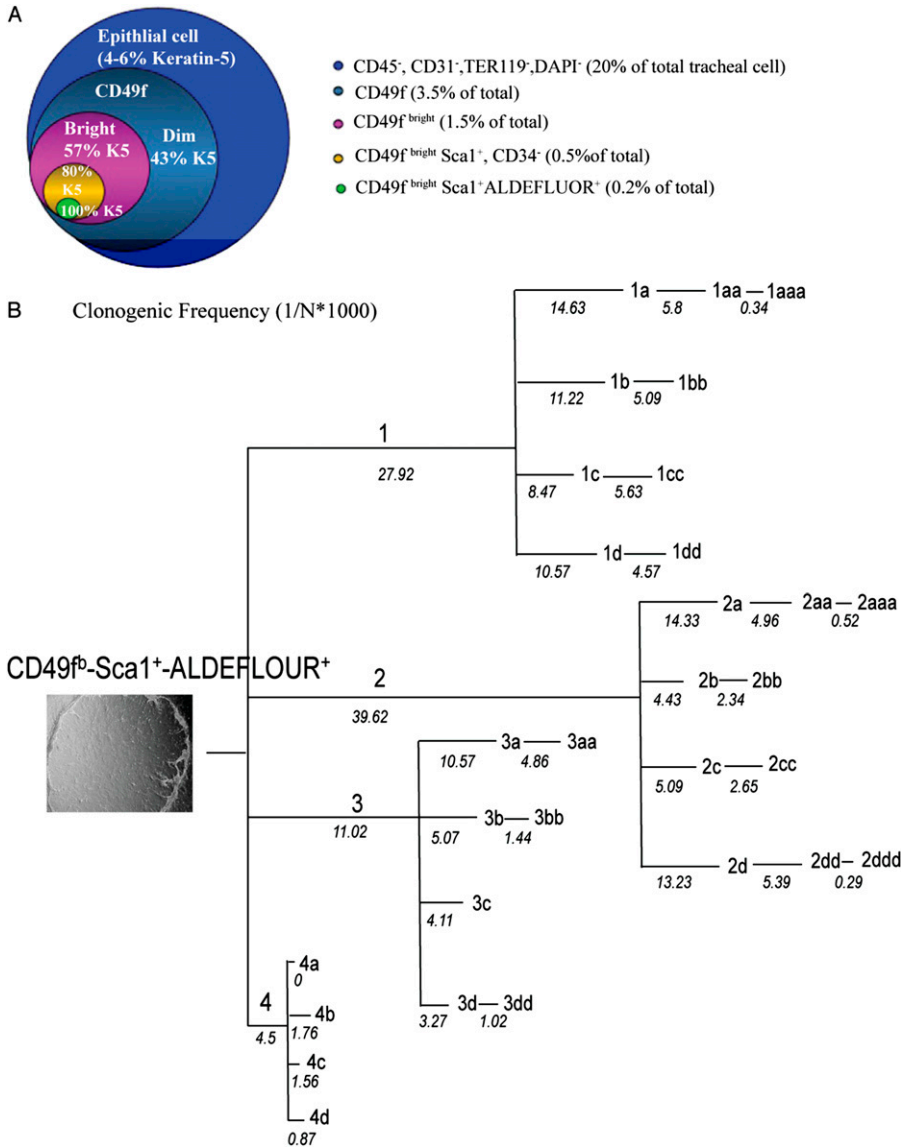 A
Epithlial cell
(4-6% Keratin-5)
CD49f
Bright
57% K5
Dim
43% K5
80%
K5
100% K5
CD45-, CD31-,TER119-,DAPI- (20% of total tracheal cell)
CD49f (3.5% of total)
CD49f bright (1.5% of total)
CD49f bright Sca1+, CD34- (0.5%of total)
CD49f bright Sca1+ALDEFLUOR+ (0.2% of total)
B Clonogenic Frequency (1/N*1000)
1a 1aa 1aaa
14.63 5.8 0.34
1b 1bb
11.22 5.09
1
27.92
1c 1cc
8.47 5.63
1d 1dd
10.57 4.57
2a 2aa 2aaa
14.33 4.96 0.52
CD49fb-Sca1+-ALDEFLOUR+
2
39.62
2b 2bb
4.43 2.34
2c 2cc
5.09 2.65
2d 2dd 2ddd
13.23 5.39 0.29
3
11.02
3a 3aa
10.57 4.86
3b 3bb
5.07 1.44
3c
4.11
3d 3dd
3.27 1.02
4
4.5
4a
0
4b
1.76
4c
1.56
4d
0.87